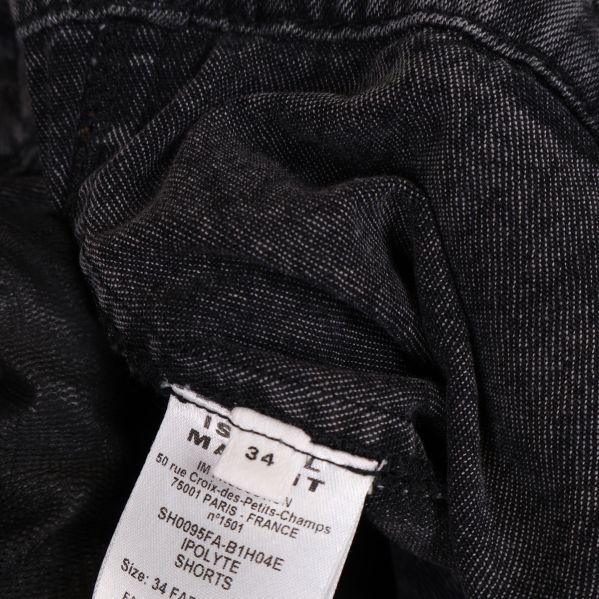 34
50 rue Croix-des-Petits-Champs
75001 PARIS - FRANCE
n°1501
SH0095FA-B1H04E
IPOLYTE
SHORTS
Size: 34